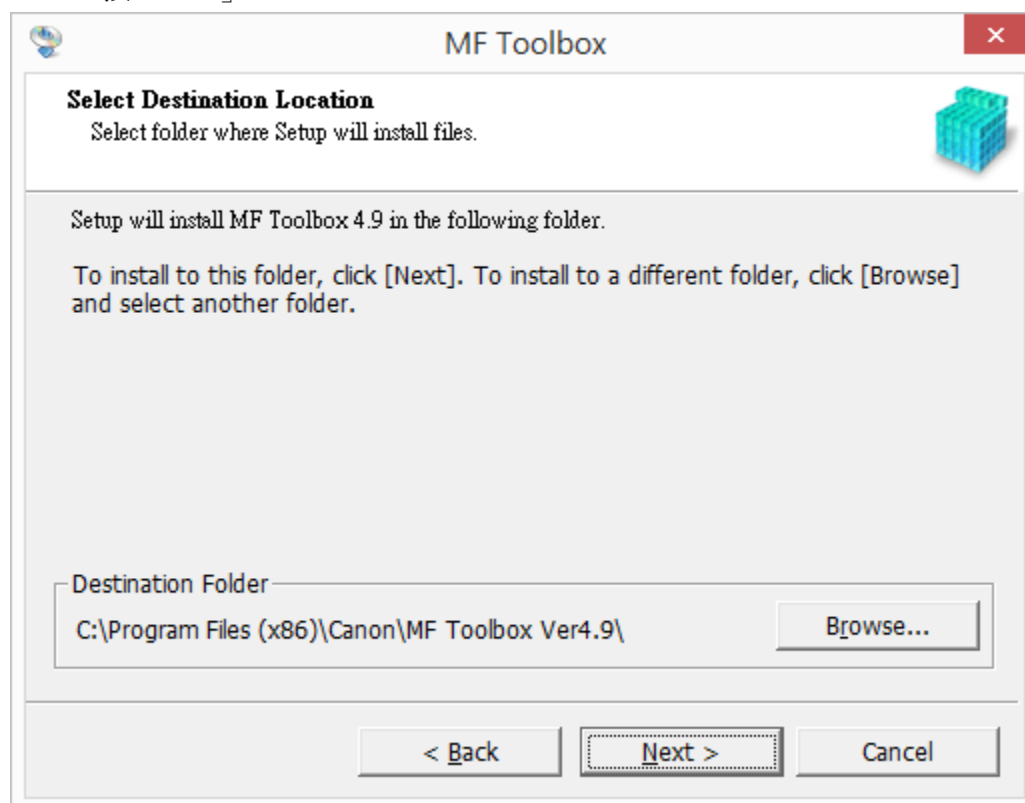 MF Toolbox
Select Destination Location
Select folder where Setup will install files.
Setup will install MF Toolbox 4.9 in the following folder.
To install to this folder, click [Next]. To install to a different folder, click [Browse]
and select another folder.
Destination Folder
C:\Program Files (x86)\Canon\MF Toolbox Ver4.9\
Browse...
< Back
Next >
Cancel